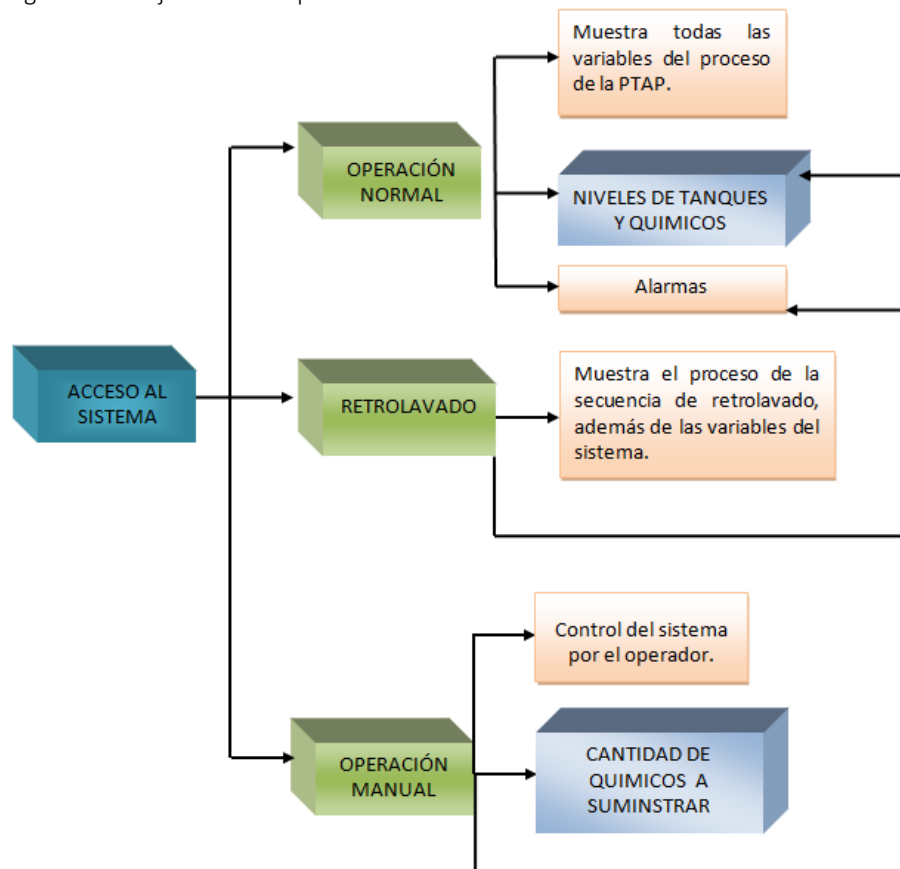 Muestra todas las
variables del proceso
de la PTAP.
OPERACIÓN
NORMAL
NIVELES DE TANQUES
Y QUIMICOS
Alarmas
ACCESO AL
SISTEMA
RETROLAVADO
Muestra el proceso de la
secuencia de retrolavado,
además de las variables del
sistema.
Control del sistema
por el operador.
OPERACIÓN
MANUAL
CANTIDAD DE
QUIMICOS A
SUMINSTRAR